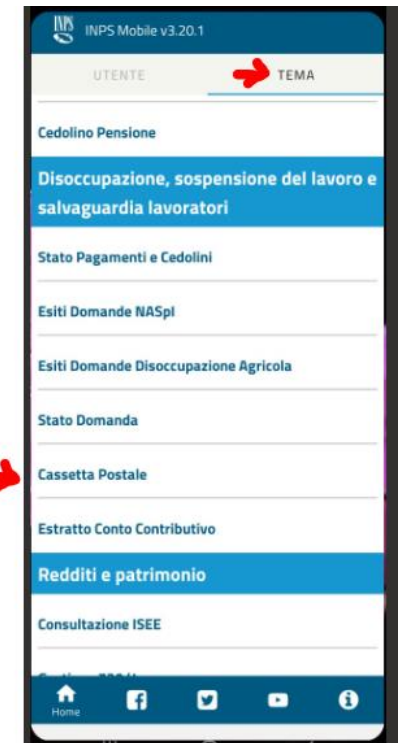 INPS
INPS Mobile v3.20.1
UTENTE
TEMA
Cedolino Pensione
Disoccupazione, sospensione del lavoro e
salvaguardia lavoratori
Stato Pagamenti e Cedolini
Esiti Domande NASpI
Esiti Domande Disoccupazione Agricola
Stato Domanda
Cassetta Postale
Estratto Conto Contributivo
Redditi e patrimonio
Consultazione ISEE
Home